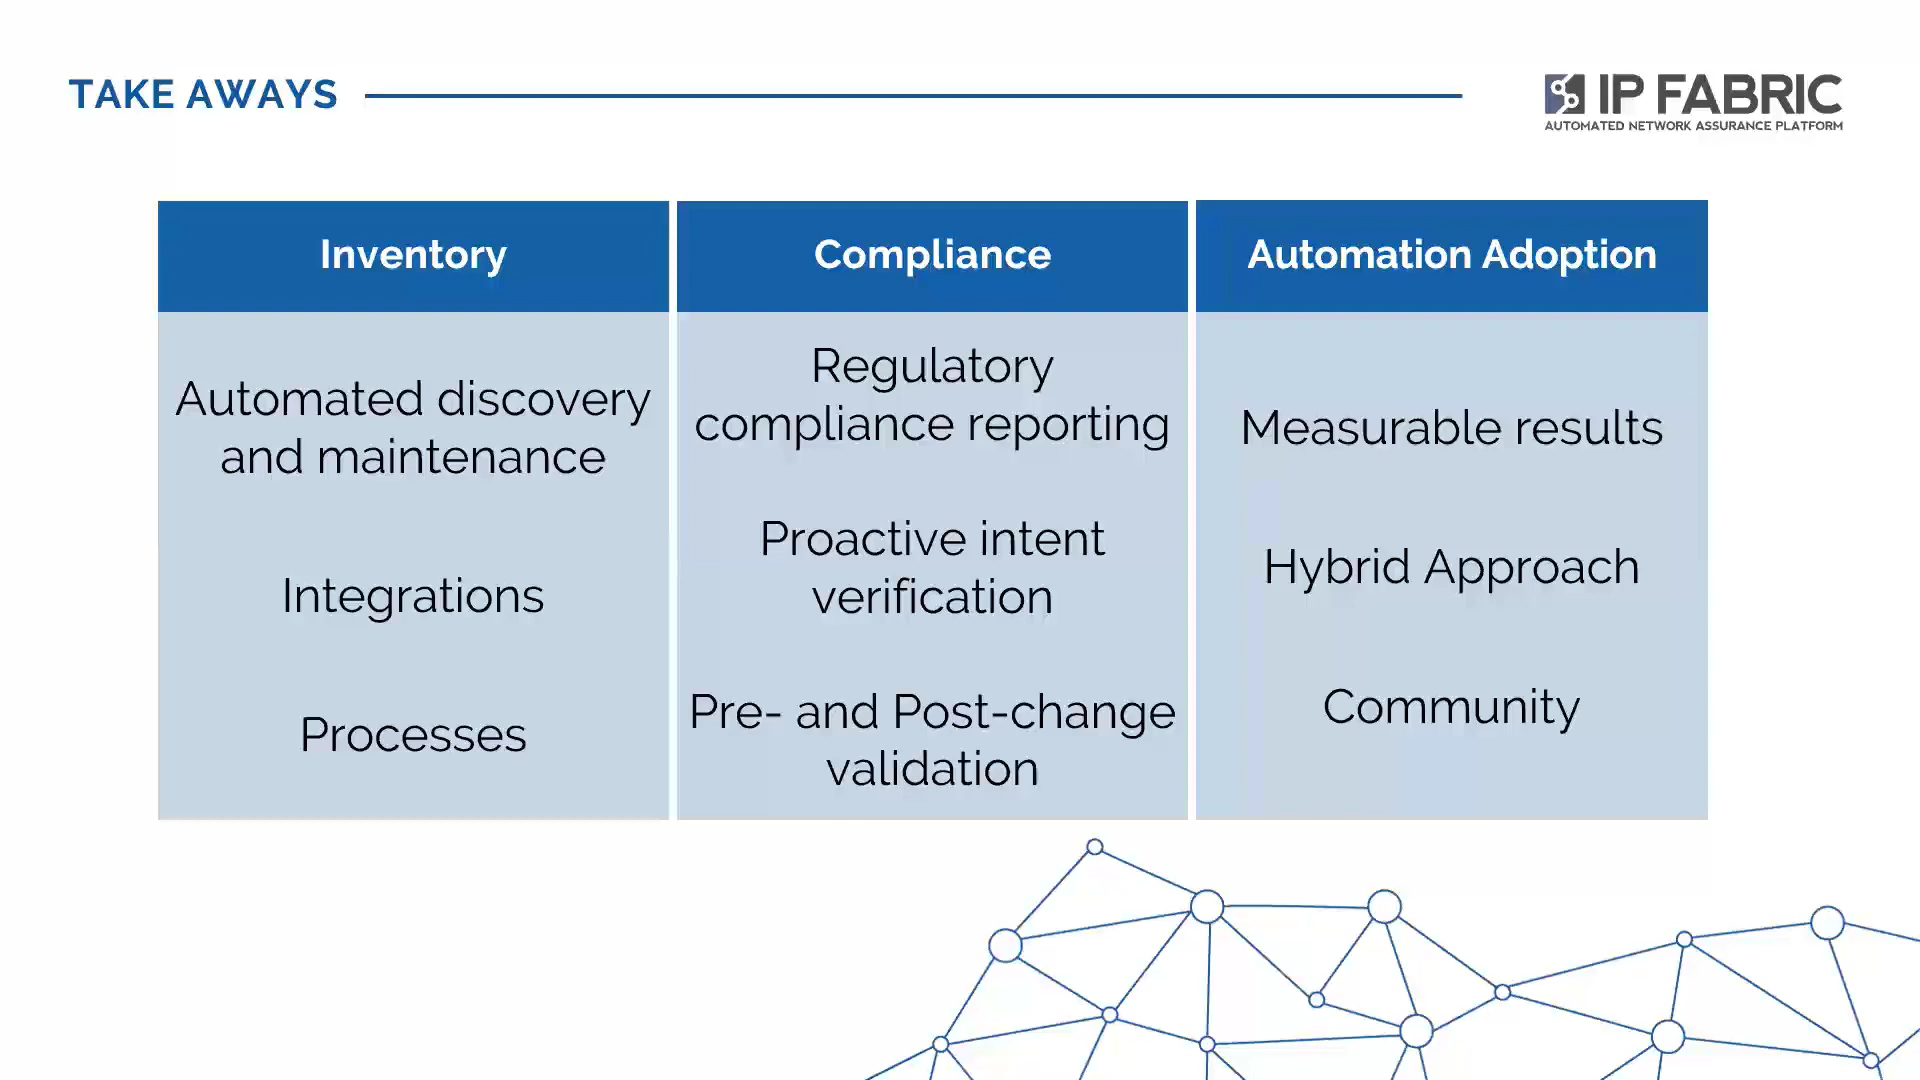 TAKE AWAYS
IP FABRIC
AUTOMATED NETWORK ASSURANCE PLATFORM
Inventory
Automated discovery
and maintenance
Integrations
Processes
Compliance
Regulatory
compliance reporting
Proactive intent
verification
Pre- and Post-change
validation
Automation Adoption
Measurable results
Hybrid Approach
Community